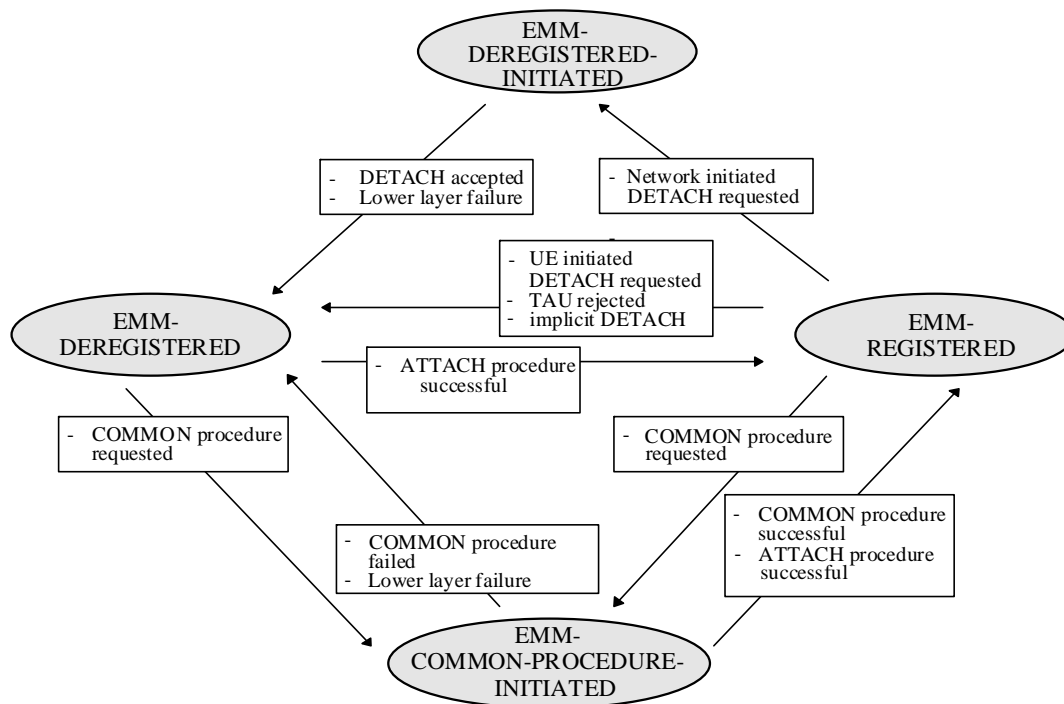 EMM-
DEREGISTERED-
INITIATED
- DETACH accepted
- Lower layer failure
- Network initiated
DETACH requested
- UE initiated
DETACH requested
- TAU rejected
- implicit DETACH
EMM-
DEREGISTERED
EMM-
REGISTERED
- ATTACH procedure
successful
- COMMON procedure
requested
- COMMON procedure
requested
- COMMON procedure
failed
- Lower layer failure
- COMMON procedure
successful
- ATTACH procedure
successful
EMM-
COMMON-PROCEDURE-
INITIATED